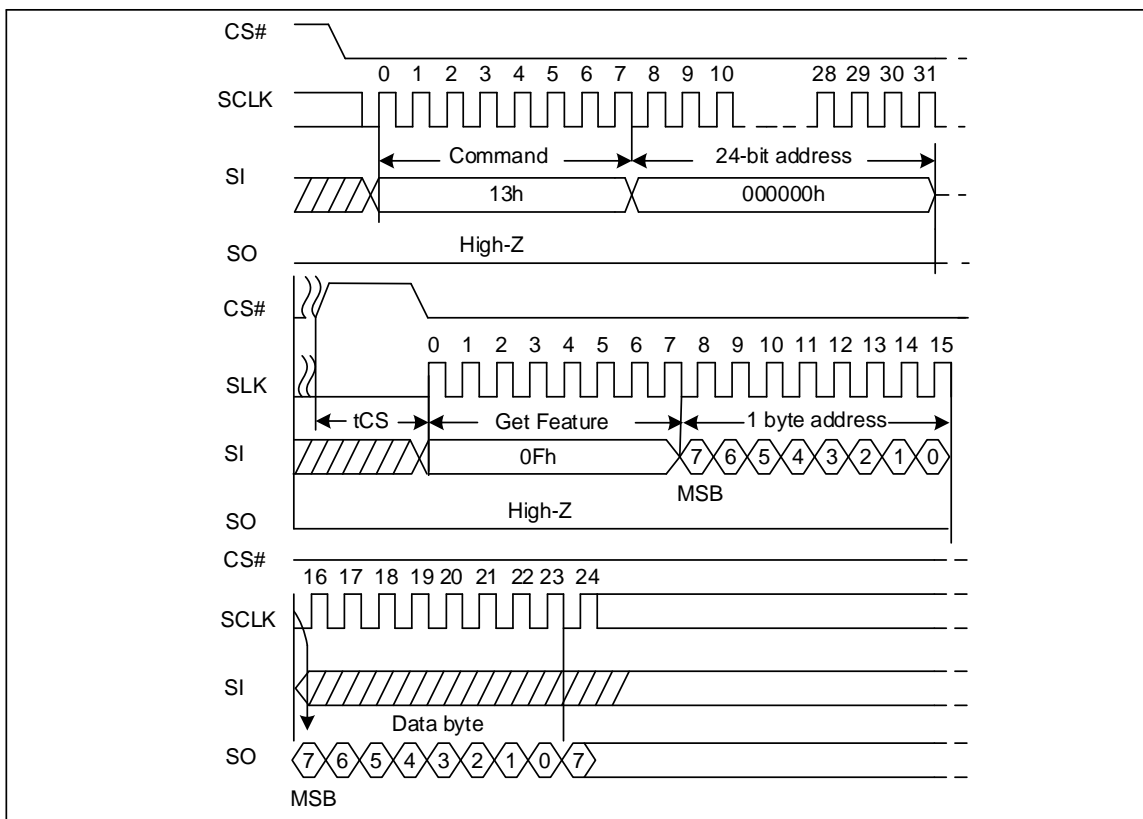 CS#
0 1 2 3 4 5 6 7 8 9 10 28 29 30 31
SCLK
Command 24-bit address
SI
13h 000000h
High-Z
SO
CS#
0 1 2 3 4 5 6 7 8 9 10 11 12 13 14 15
SLK
tCS Get Feature 1 byte address
SI
0Fh 7 6 5 4 3 2 1 0
MSB
High-Z
SO
CS#
16 17 18 19 20 21 22 23 24
SCLK
SI
Data byte
SO
7 6 5 4 3 2 1 0 7
MSB